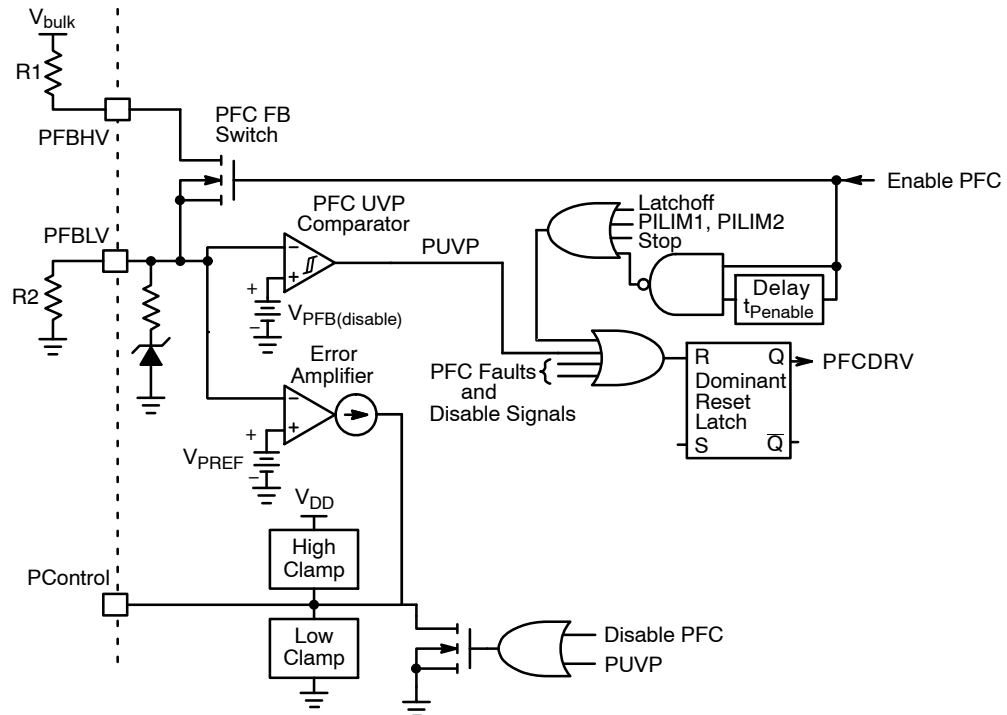 Vbulk
R1
PFBHV
PFC FB
Switch
Enable PFC
Latchoff
PILIM1, PILIM2
Stop
PFC UVP
Comparator
PUVP
PFBLV
R2
−
+
+
−
VPFB(disable)
Delay
tPenable
Error
Amplifier
PFC Faults
and
Disable Signals
R
Q
PFCDRV
Dominant
Reset
Latch
S
Q
−
+
+
−
VPREF
VDD
High
Clamp
PControl
Low
Clamp
Disable PFC
PUVP